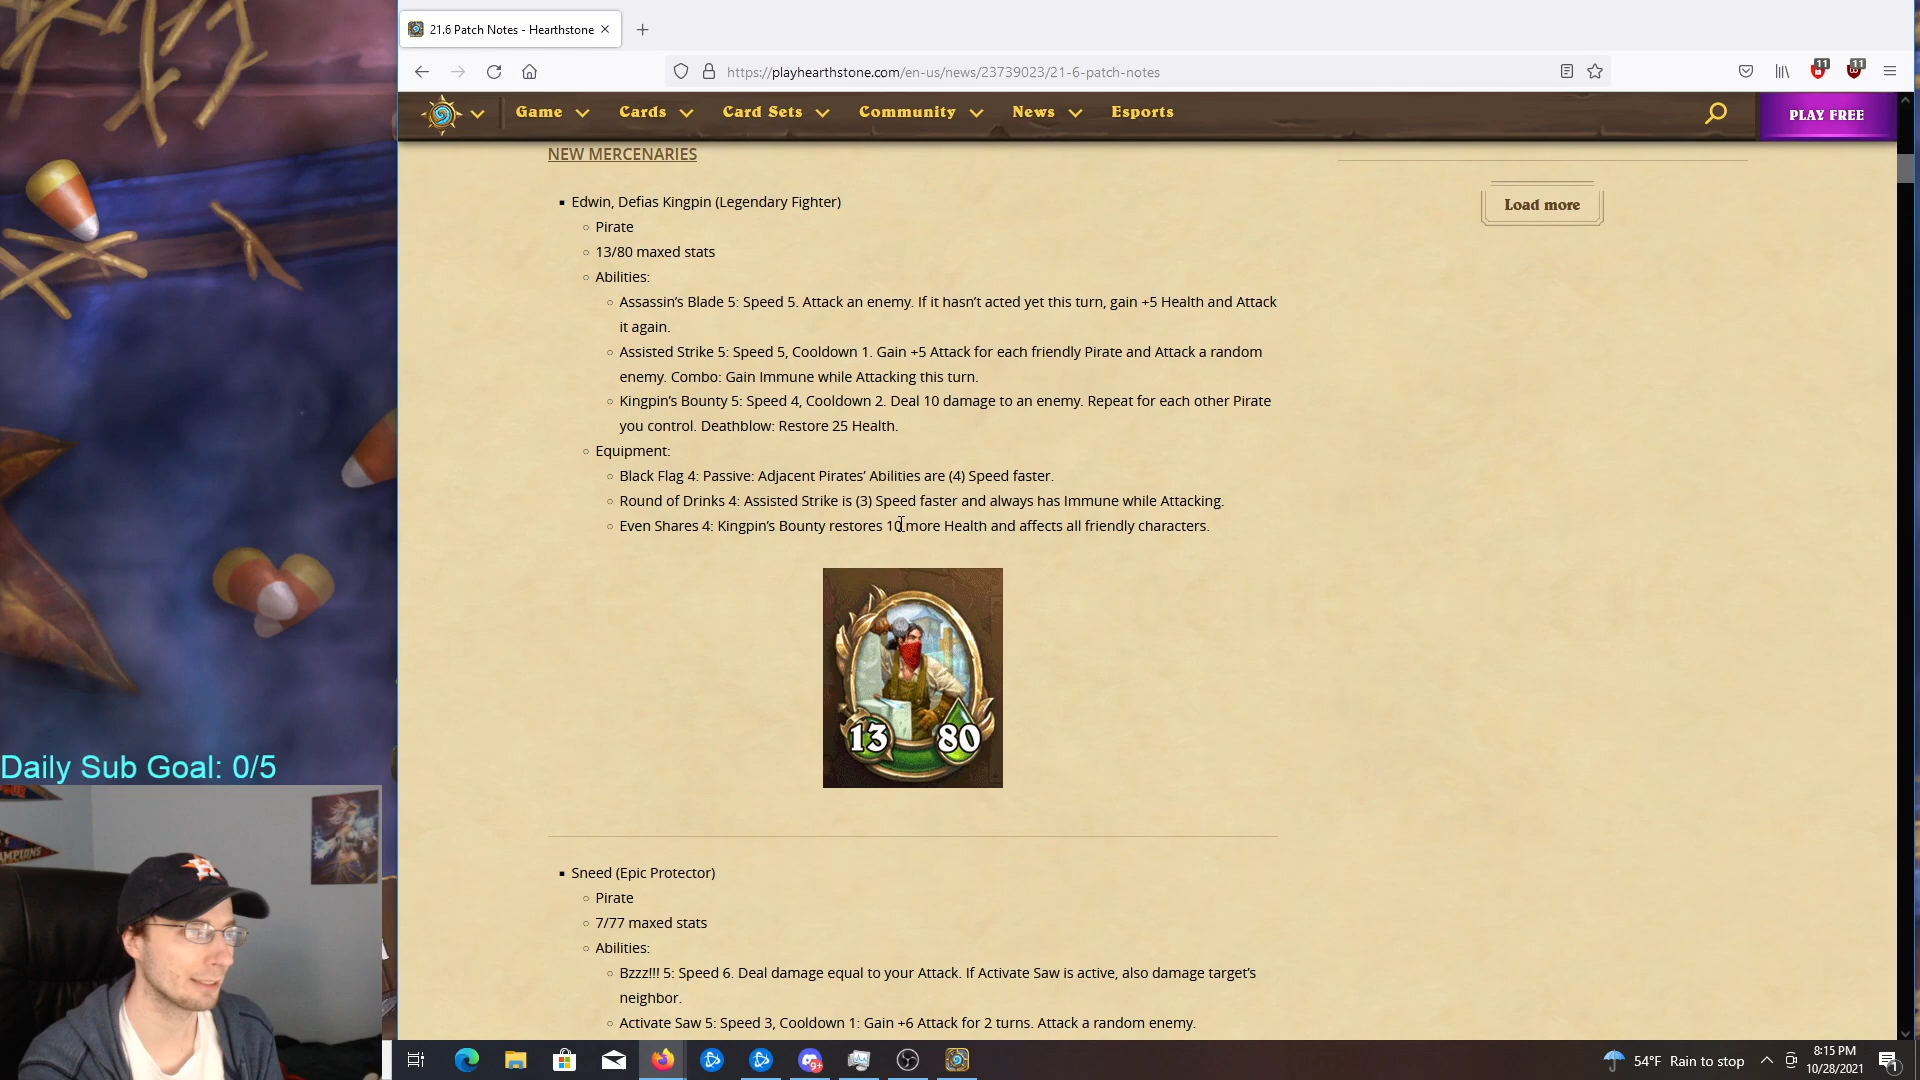 21.6 Patch Notes - Hearthstone
https://playhearthstone.com/en-us/news/23739023/21-6-patch-notes
11
11
Game
Cards
Card Sets
Community
News
Esports
PLAY FREE
NEW MERCENARIES
Load more
Edwin, Defias Kingpin (Legendary Fighter)
Pirate
13/80 maxed stats
Abilities:
Assassin's Blade 5: Speed 5. Attack an enemy. If it hasn't acted yet this turn, gain +5 Health and Attack
it again.
Assisted Strike 5: Speed 5, Cooldown 1. Gain +5 Attack for each friendly Pirate and Attack a random
enemy. Combo: Gain Immune while Attacking this turn.
Kingpin's Bounty 5: Speed 4, Cooldown 2. Deal 10 damage to an enemy. Repeat for each other Pirate
you control. Deathblow: Restore 25 Health.
Equipment:
Black Flag 4: Passive: Adjacent Pirates' Abilities are (4) Speed faster.
Round of Drinks 4: Assisted Strike is (3) Speed faster and always has Immune while Attacking.
Even Shares 4: Kingpin's Bounty restores 10 more Health and affects all friendly characters.
13
80
Sneed (Epic Protector)
Pirate
7/77 maxed stats
Abilities:
Bzzz!!! 5: Speed 6. Deal damage equal to your Attack. If Activate Saw is active, also damage target's
neighbor.
Activate Saw 5: Speed 3, Cooldown 1: Gain +6 Attack for 2 turns. Attack a random enemy.
Daily Sub Goal: 0/5
9+
54°F Rain to stop
8:15 PM
10/28/2021
1